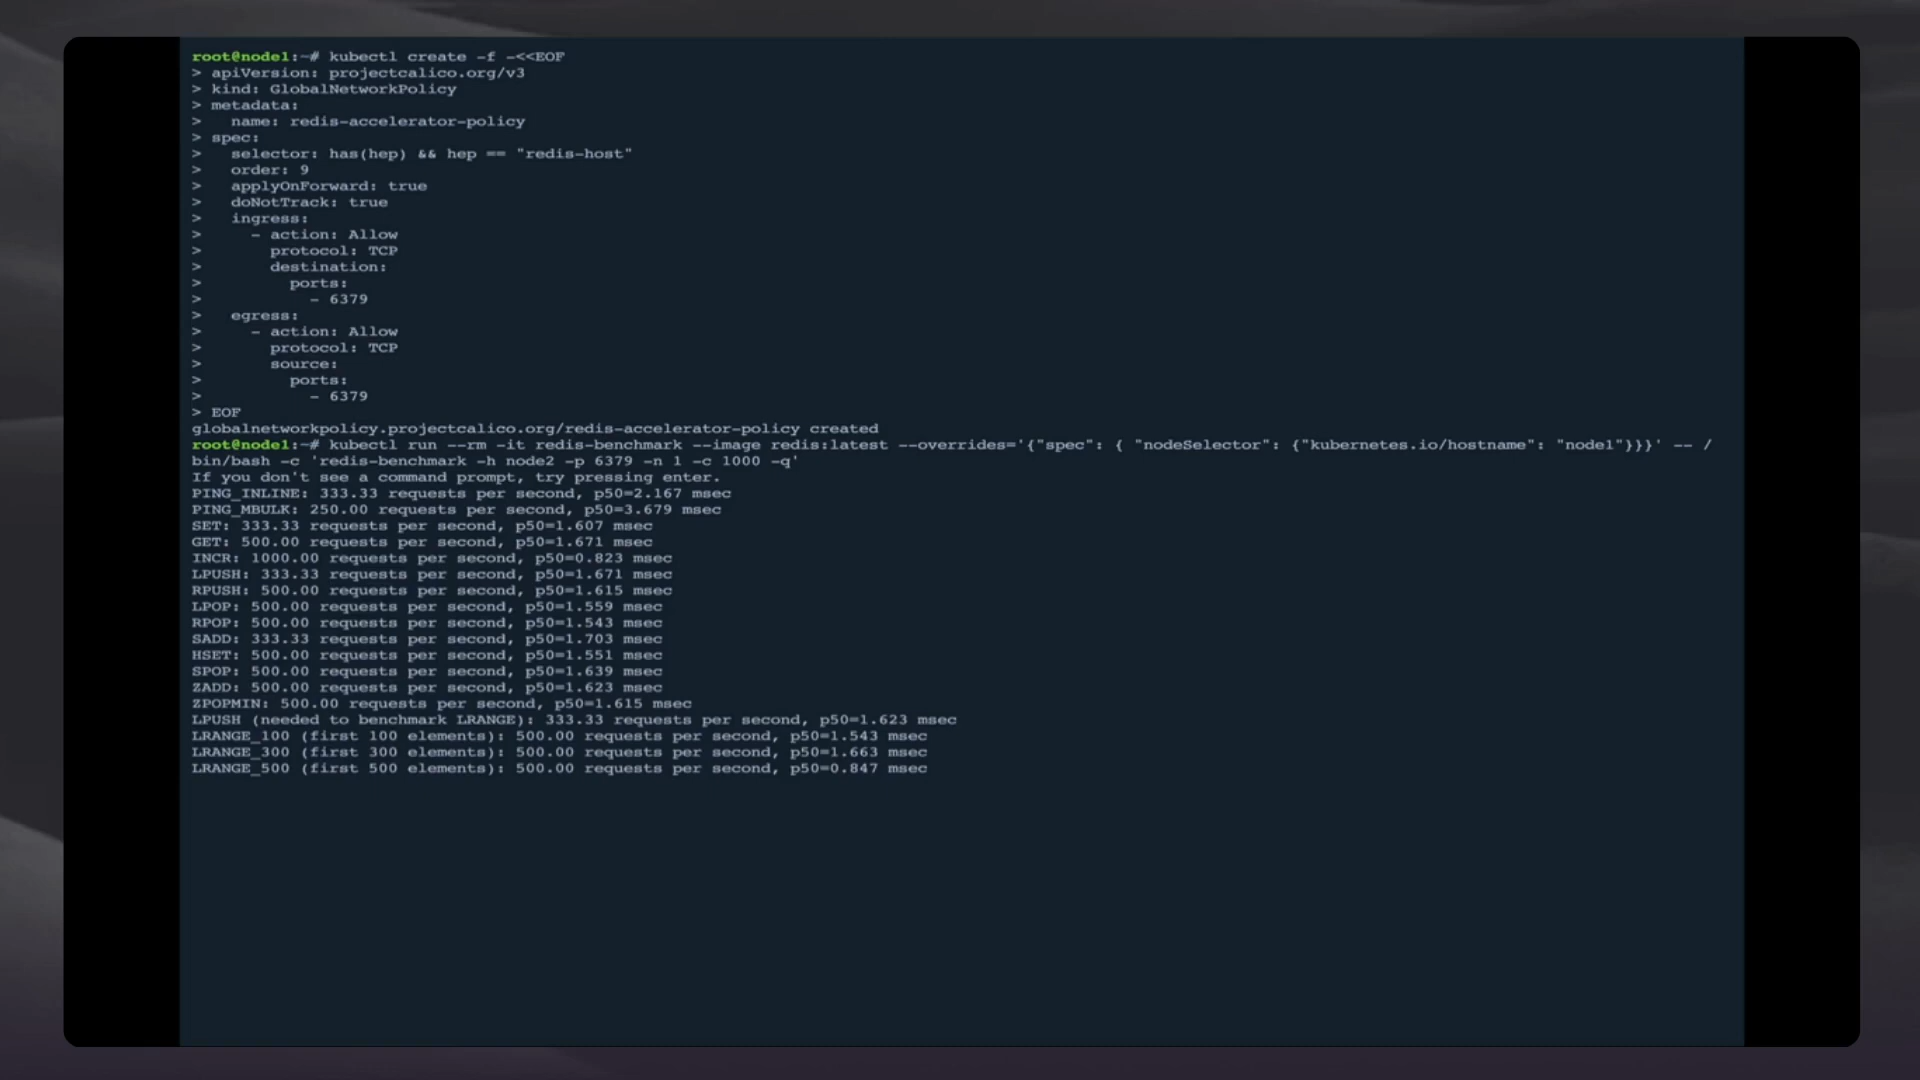 root@node1:~# kubectl create -f -<<EOF
> apiVersion: projectcalico.org/v3
> kind: GlobalNetworkPolicy
> metadata:
>   name: redis-accelerator-policy
> spec:
>   selector: has(hep) && hep == "redis-host"
>   order: 9
>   applyOnForward: true
>   doNotTrack: true
>   ingress:
>     - action: Allow
>       protocol: TCP
>       destination:
>         ports:
>           - 6379
>   egress:
>     - action: Allow
>       protocol: TCP
>       source:
>         ports:
>           - 6379
> EOF
globalnetworkpolicy.projectcalico.org/redis-accelerator-policy created
root@node1:~# kubectl run --rm -it redis-benchmark --image redis:latest --overrides='{"spec": { "nodeSelector": {"kubernetes.io/hostname": "node1"}}}' -- /
bin/bash -c 'redis-benchmark -h node2 -p 6379 -n 1 -c 1000 -q'
If you don't see a command prompt, try pressing enter.
PING_INLINE: 333.33 requests per second, p50=2.167 msec
PING_MBULK: 250.00 requests per second, p50=3.679 msec
SET: 333.33 requests per second, p50=1.607 msec
GET: 500.00 requests per second, p50=1.671 msec
INCR: 1000.00 requests per second, p50=0.823 msec
LPUSH: 333.33 requests per second, p50=1.671 msec
RPUSH: 500.00 requests per second, p50=1.615 msec
LPOP: 500.00 requests per second, p50=1.559 msec
RPOP: 500.00 requests per second, p50=1.543 msec
SADD: 333.33 requests per second, p50=1.703 msec
HSET: 500.00 requests per second, p50=1.551 msec
SPOP: 500.00 requests per second, p50=1.639 msec
ZADD: 500.00 requests per second, p50=1.623 msec
ZPOPMIN: 500.00 requests per second, p50=1.615 msec
LPUSH (needed to benchmark LRANGE): 333.33 requests per second, p50=1.623 msec
LRANGE_100 (first 100 elements): 500.00 requests per second, p50=1.543 msec
LRANGE_300 (first 300 elements): 500.00 requests per second, p50=1.663 msec
LRANGE_500 (first 500 elements): 500.00 requests per second, p50=0.847 msec